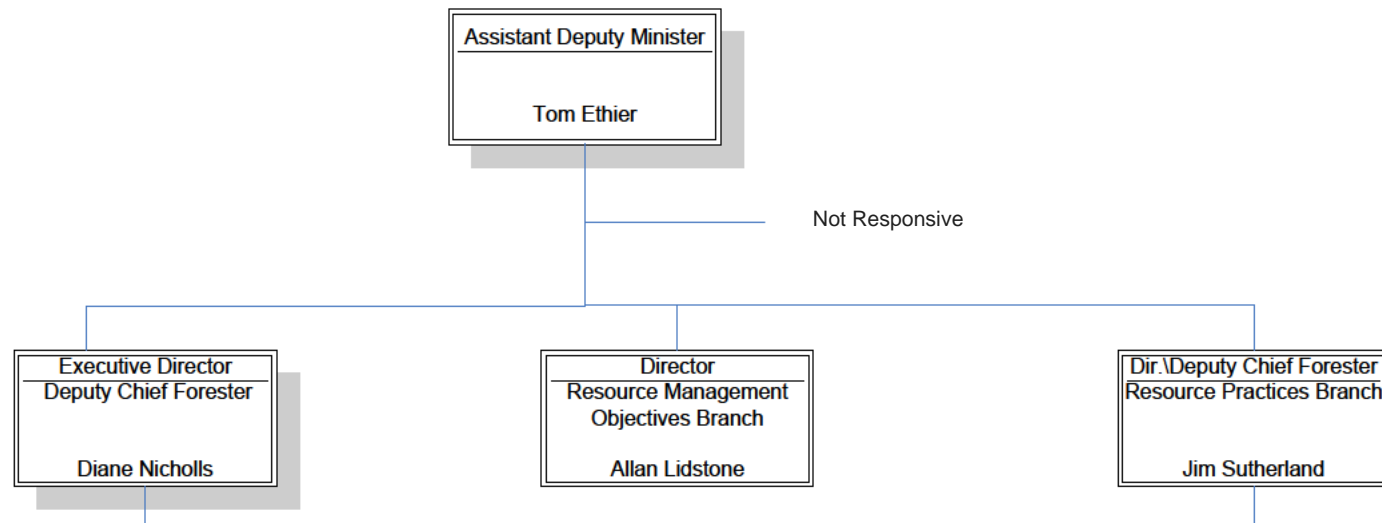 Assistant Deputy Minister
Tom Ethier
Not Responsive
Executive Director
Deputy Chief Forester
Diane Nicholls
Director
Resource Management
Objectives Branch
Allan Lidstone
Dir.\Deputy Chief Forester
Resource Practices Branch
Jim Sutherland